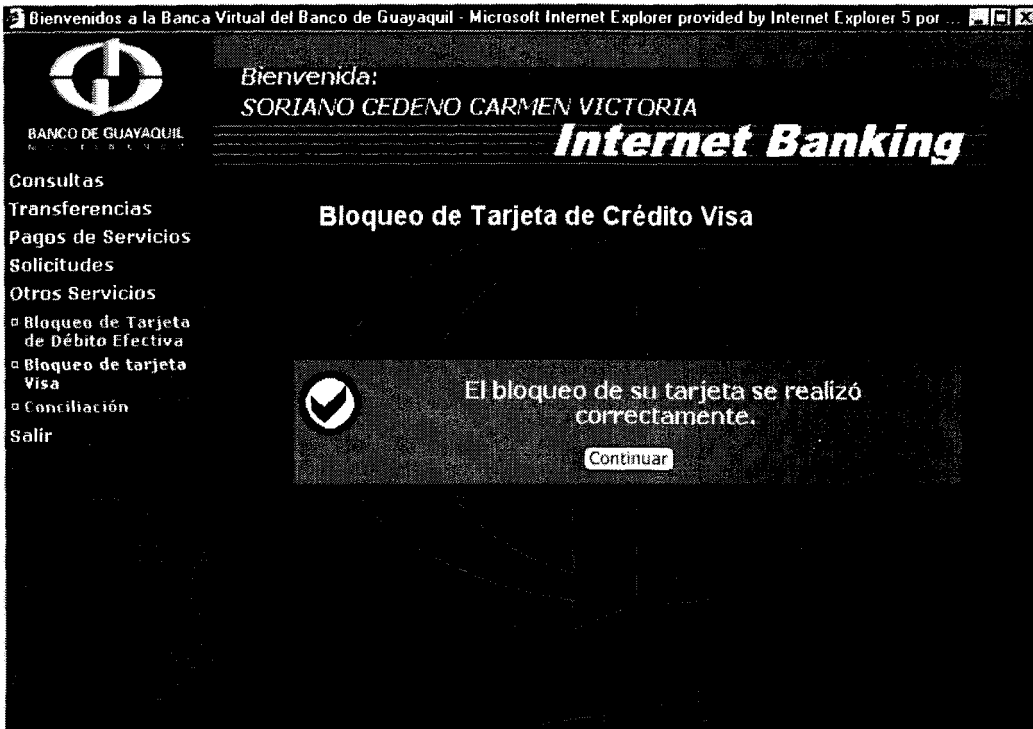 Bienvenidos a la Banca Virtual del Banco de Guayaquil - Microsoft Internet Explorer provided by Internet Explorer 5 por ...
BANCO DE GUAYAQUIL
Bienvenida:
SORIANO CEDENO CARMEN VICTORIA
Internet Banking
Consultas
Transferencias
Pagos de Servicios
Solicitudes
Otros Servicios
Bloqueo de Tarjeta
de Débito Efectiva
Bloqueo de tarjeta
Visa
Conciliación
Salir
Bloqueo de Tarjeta de Crédito Visa
El bloqueo de su tarjeta se realizó
correctamente.
Continuar